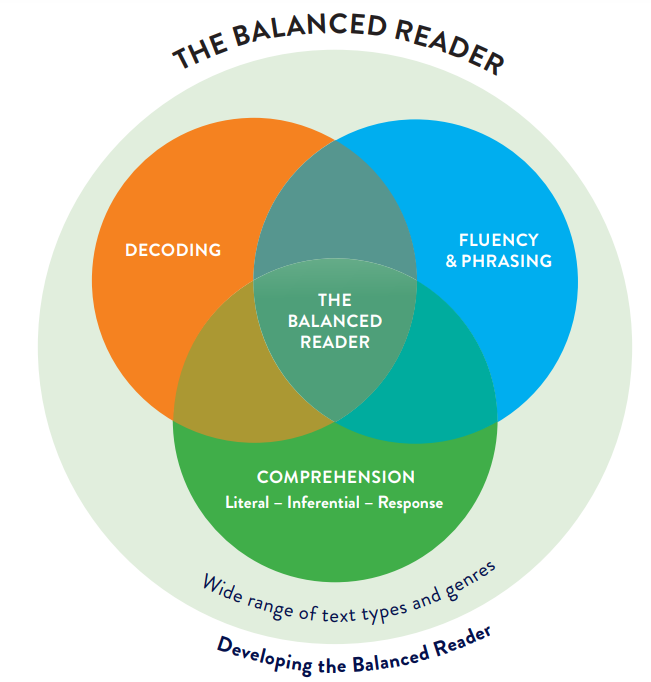 THE BALANCED READER
DECODING
FLUENCY
& PHRASING
THE
BALANCED
READER
COMPREHENSION
Literal – Inferential – Response
Wide range of text types and genres
Developing the Balanced Reader